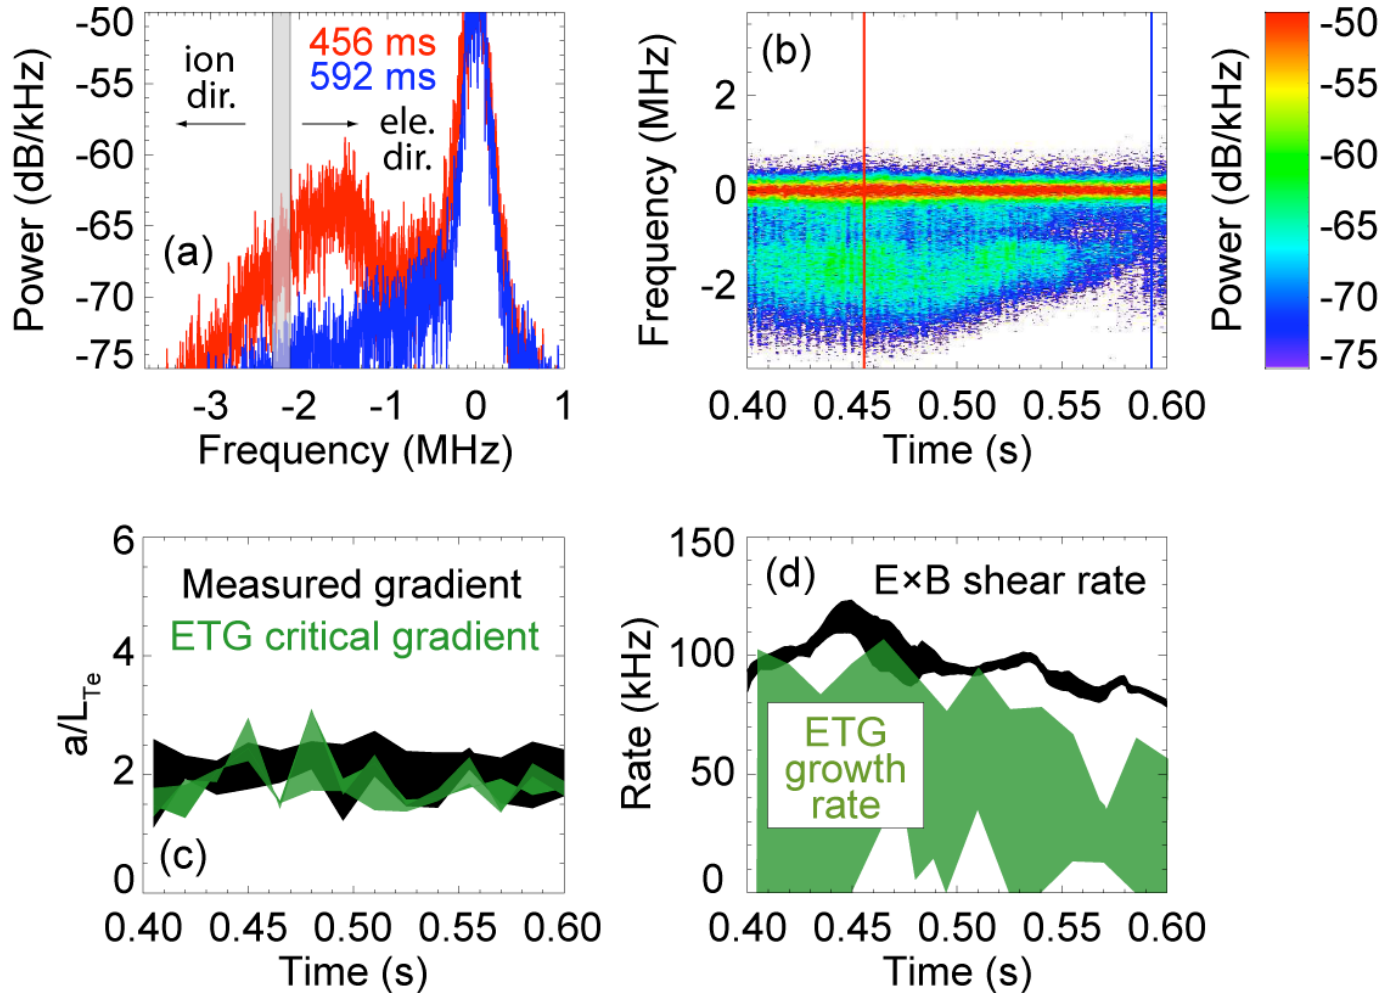 -50
-55
-60
-65
-70
-75
Power (dB/kHz)
ion
dir.
456 ms
592 ms
ele.
dir.
(a)
-3 -2 -1 0 1
Frequency (MHz)
(b)
2
0
-2
Frequency (MHz)
0.40 0.45 0.50 0.55 0.60
Time (s)
Power (dB/kHz)
-50
-55
-60
-65
-70
-75
6
4
2
0
a/LTe
Measured gradient
ETG critical gradient
(c)
0.40 0.45 0.50 0.55 0.60
Time (s)
150
100
50
0
Rate (kHz)
(d) E×B shear rate
ETG
growth
rate
0.40 0.45 0.50 0.55 0.60
Time (s)